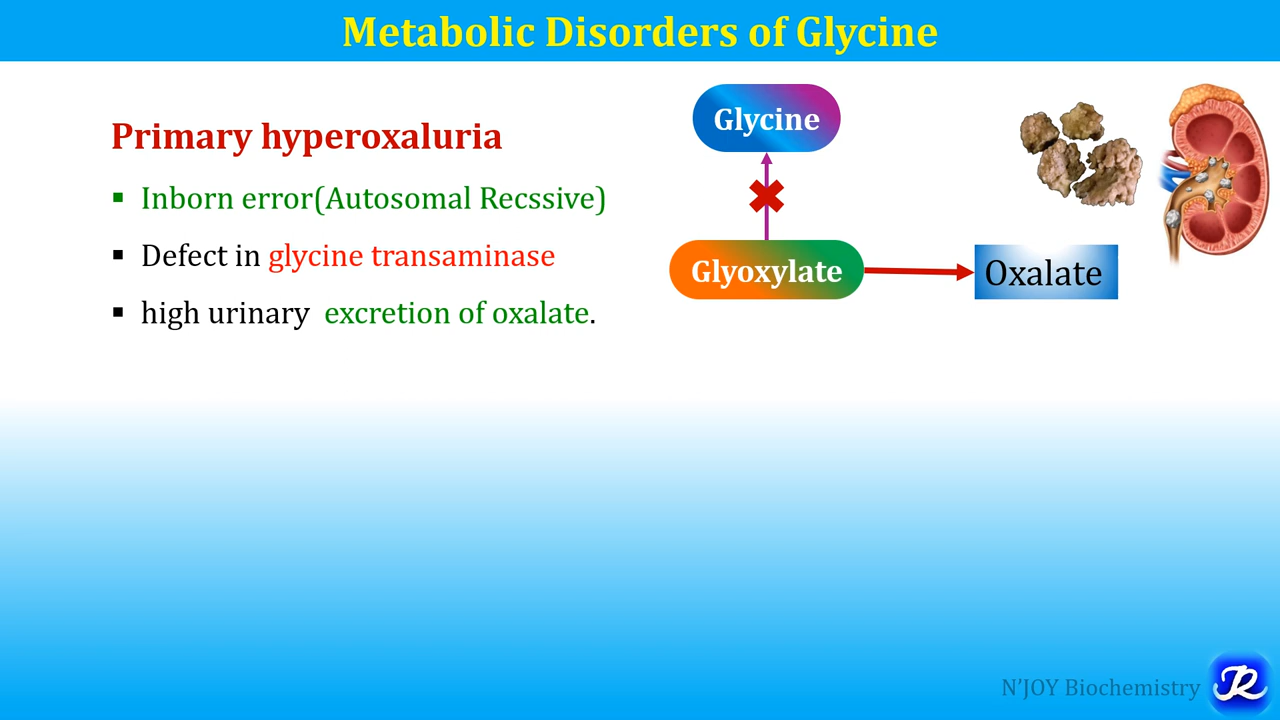 Metabolic Disorders of Glycine
Primary hyperoxaluria
▪ Inborn error(Autosomal Recssive)
▪ Defect in glycine transaminase
▪ high urinary excretion of oxalate.
Glycine
Glyoxylate
Oxalate
N'JOY Biochemistry